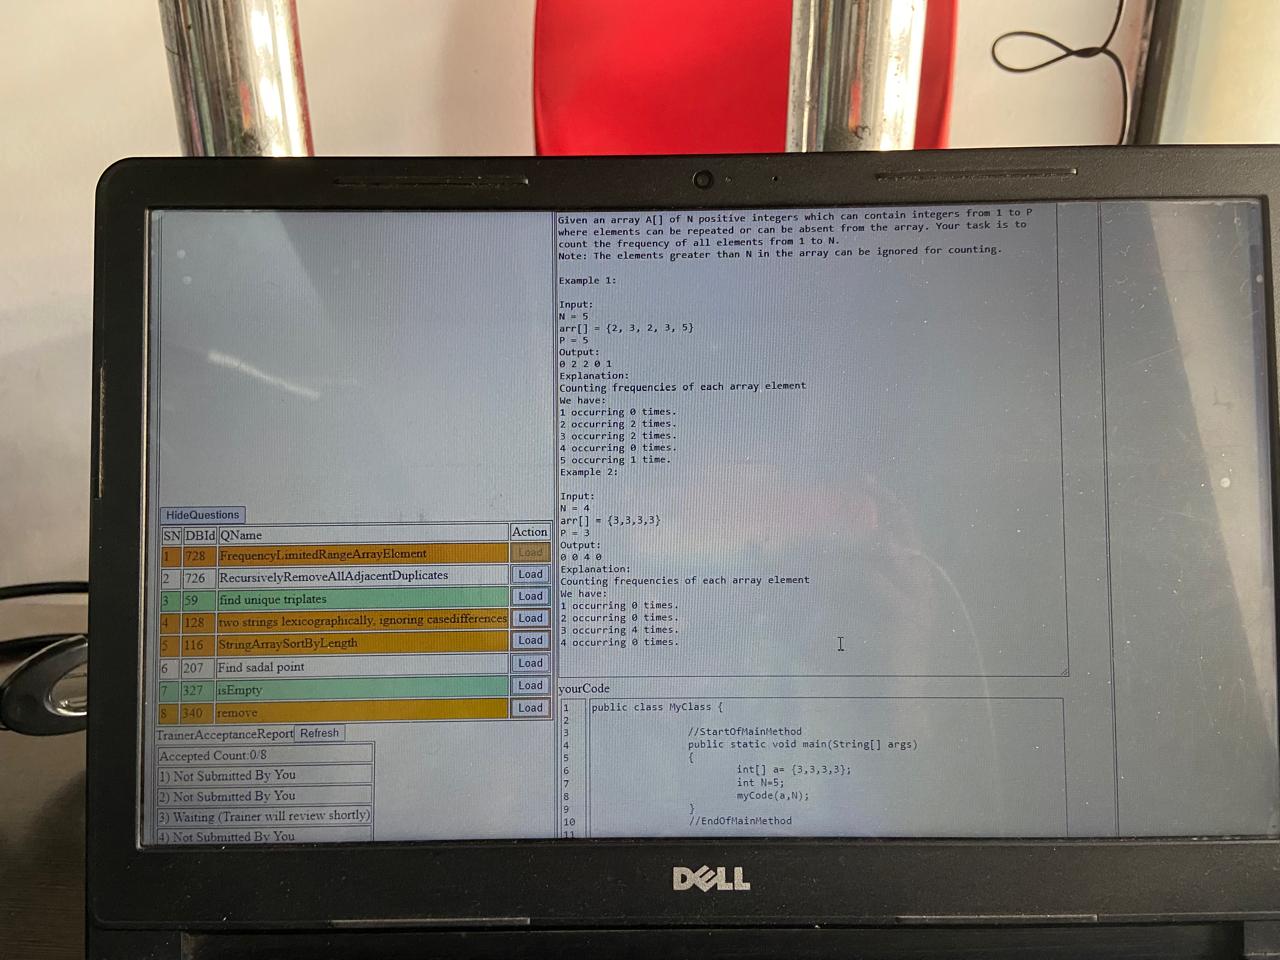 Given an array A[] of N positive integers which can contain integers from 1 to P
where elements can be repeated or can be absent from the array. Your task is to
count the frequency of all elements from 1 to N.
Note: The elements greater than N in the array can be ignored for counting.
Example 1:
Input:
N = 5
arr[] = {2, 3, 2, 3, 5}
P = 5
Output:
0 2 2 0 1
Explanation:
Counting frequencies of each array element
We have:
1 occurring 0 times.
2 occurring 2 times.
3 occurring 2 times.
4 occurring 0 times.
5 occurring 1 time.
Example 2:
Input:
N = 4
arr[] = {3,3,3,3}
P = 3
Output:
0 0 4 0
Explanation:
Counting frequencies of each array element
We have:
1 occurring 0 times.
2 occurring 0 times.
3 occurring 4 times.
4 occurring 0 times.
HideQuestions
SN DBId QName Action
1 728 FrequencyLimitedRangeArrayElement Load
2 726 RecursivelyRemoveAllAdjacentDuplicates Load
3 59 find unique triplates Load
4 128 two strings lexicographically, ignoring casedifferences Load
5 116 StringArraySortByLength Load
6 207 Find sadal point Load
7 327 isEmpty Load
8 340 remove Load
TrainerAcceptanceReport Refresh
Accepted Count:0/8
1) Not Submitted By You
2) Not Submitted By You
3) Waiting (Trainer will review shortly)
4) Not Submitted By You
yourCode
1 public class MyClass {
2
3 //StartOfMainMethod
4 public static void main(String[] args)
5 {
6 int[] a= {3,3,3,3};
7 int N=5;
8 myCode(a,N);
9 }
10 //EndOfMainMethod
11
DELL